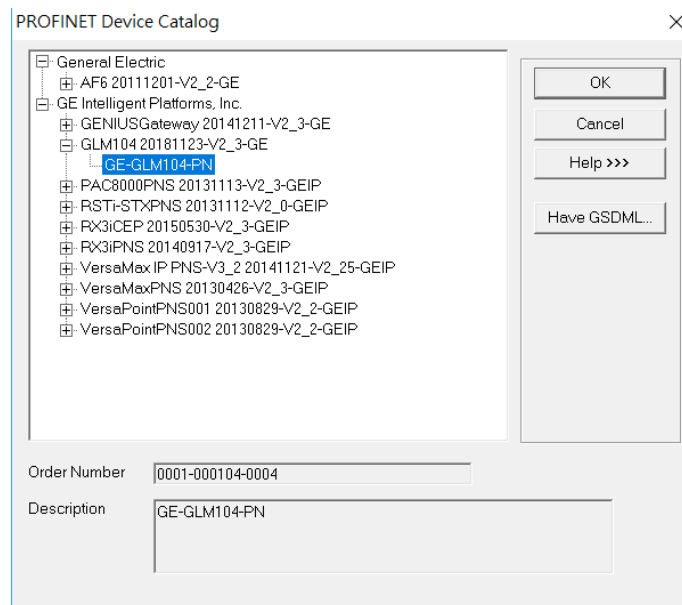 PROFINET Device Catalog
General Electric
AF6 20111201-V2_2-GE
GE Intelligent Platforms, Inc.
GENIUSGateway 20141211-V2_3-GE
GLM104 20181123-V2_3-GE
GE-GLM104-PN
PAC8000PNS 20131113-V2_3-GEIP
RSTi-STXPNS 20131112-V2_0-GEIP
RX3iCEP 20150530-V2_3-GEIP
RX3iPNS 20140917-V2_3-GEIP
VersaMax IP PNS-V3_2 20141121-V2_25-GEIP
VersaMaxPNS 20130426-V2_3-GEIP
VersaPointPNS001 20130829-V2_2-GEIP
VersaPointPNS002 20130829-V2_2-GEIP
OK
Cancel
Help >>>
Have GSDML...
Order Number 0001-000104-0004
Description GE-GLM104-PN